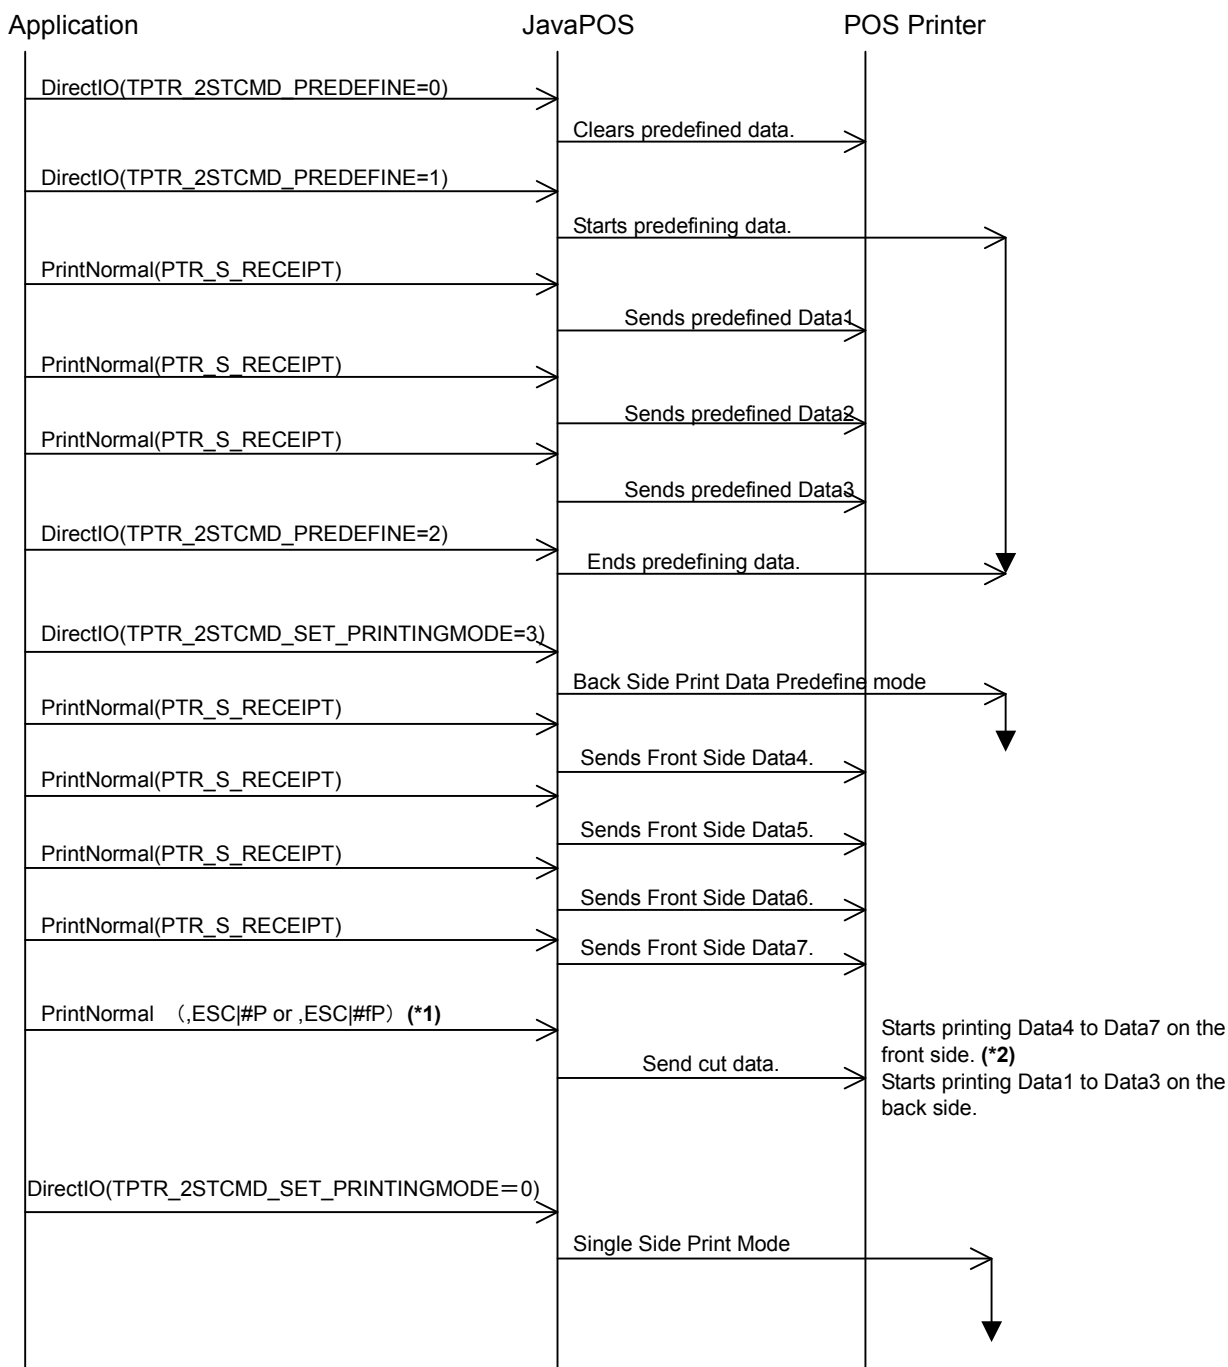 Application JavaPOS POS Printer
DirectIO(TPTR_2STCMD_PREDEFINE=0)
Clears predefined data.
DirectIO(TPTR_2STCMD_PREDEFINE=1)
Starts predefining data.
PrintNormal(PTR_S_RECEIPT)
Sends predefined Data1
PrintNormal(PTR_S_RECEIPT)
Sends predefined Data2
PrintNormal(PTR_S_RECEIPT)
Sends predefined Data3
DirectIO(TPTR_2STCMD_PREDEFINE=2)
Ends predefining data.
DirectIO(TPTR_2STCMD_SET_PRINTINGMODE=3)
Back Side Print Data Predefine mode
PrintNormal(PTR_S_RECEIPT)
Sends Front Side Data4.
PrintNormal(PTR_S_RECEIPT)
Sends Front Side Data5.
PrintNormal(PTR_S_RECEIPT)
Sends Front Side Data6.
PrintNormal(PTR_S_RECEIPT)
Sends Front Side Data7.
PrintNormal （,ESC|#P or ,ESC|#fP）(*1)
Send cut data.
Starts printing Data4 to Data7 on the
front side. (*2)
Starts printing Data1 to Data3 on the
back side.
DirectIO(TPTR_2STCMD_SET_PRINTINGMODE＝0)
Single Side Print Mode